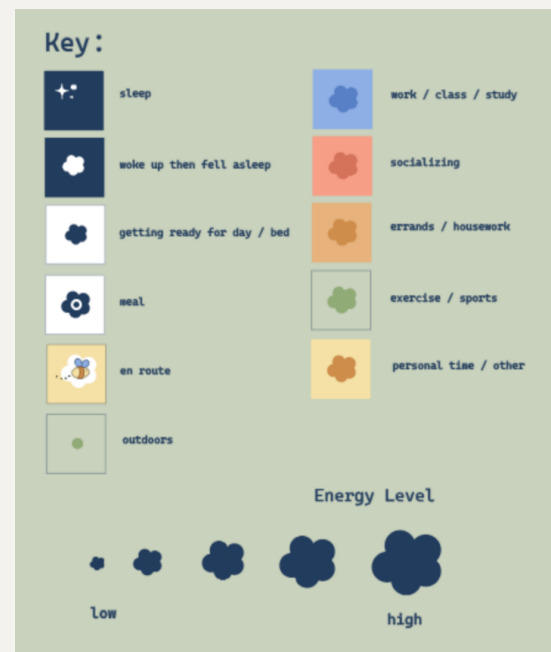 Key:
sleep
woke up then fell asleep
getting ready for day / bed
meal
en route
outdoors
work / class / study
socializing
errands / housework
exercise / sports
personal time / other
Energy Level
low
high